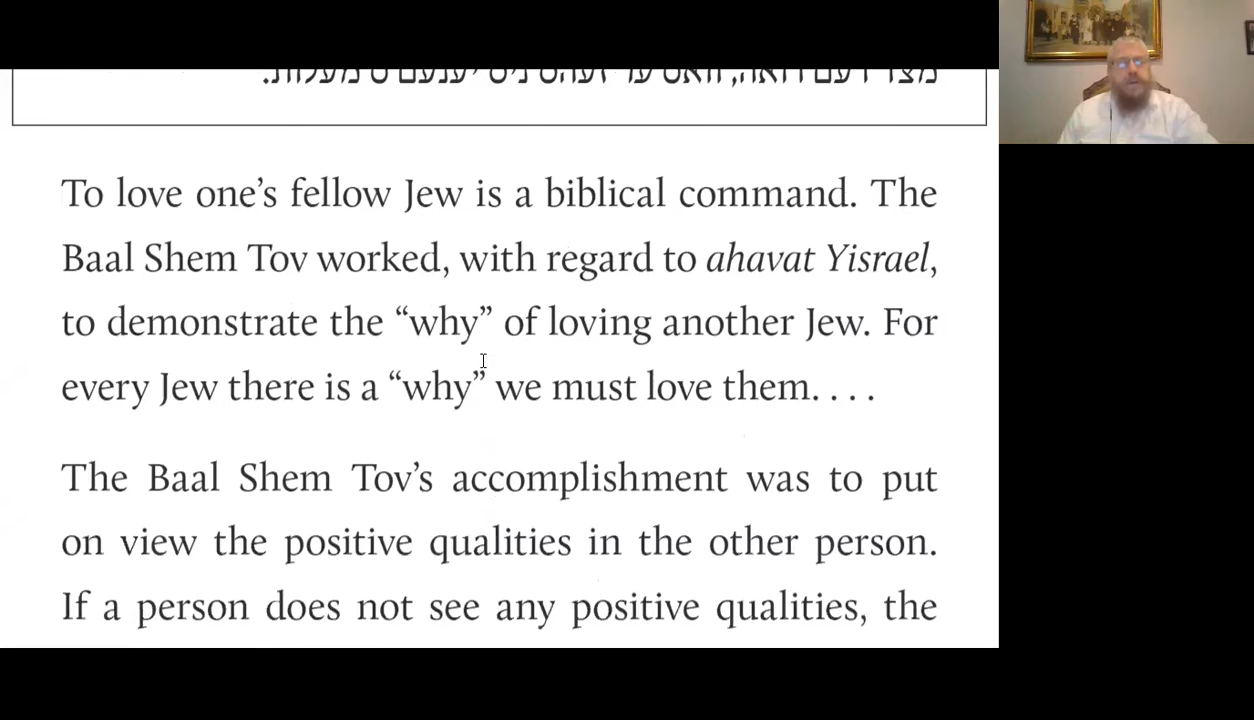 To love one’s fellow Jew is a biblical command. The
Baal Shem Tov worked, with regard to ahavat Yisrael,
to demonstrate the “why” of loving another Jew. For
every Jew there is a “why” we must love them. . . .
The Baal Shem Tov’s accomplishment was to put
on view the positive qualities in the other person.
If a person does not see any positive qualities, the